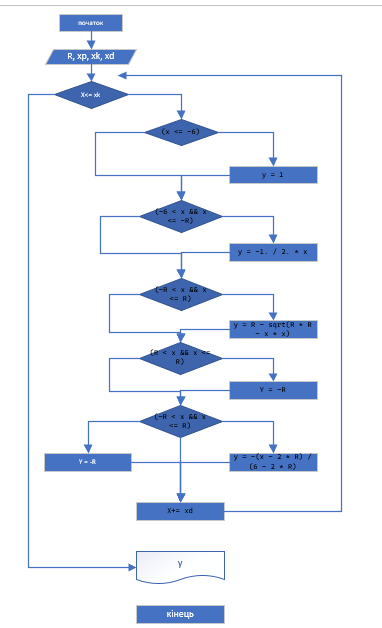 початок
R, xp, xk, xd
X<= xk
(x <= -6)
y = 1
(-6 < x && x
<= -R)
y = -1. / 2. * x
(-R < x && x
<= R)
y = R - sqrt(R * R
- x * x)
(R < x && x <=
R)
Y = -R
(-R < x && x
<= R)
Y = -R
y = -(x - 2 * R) /
(6 - 2 * R)
X+= xd
y
кінець